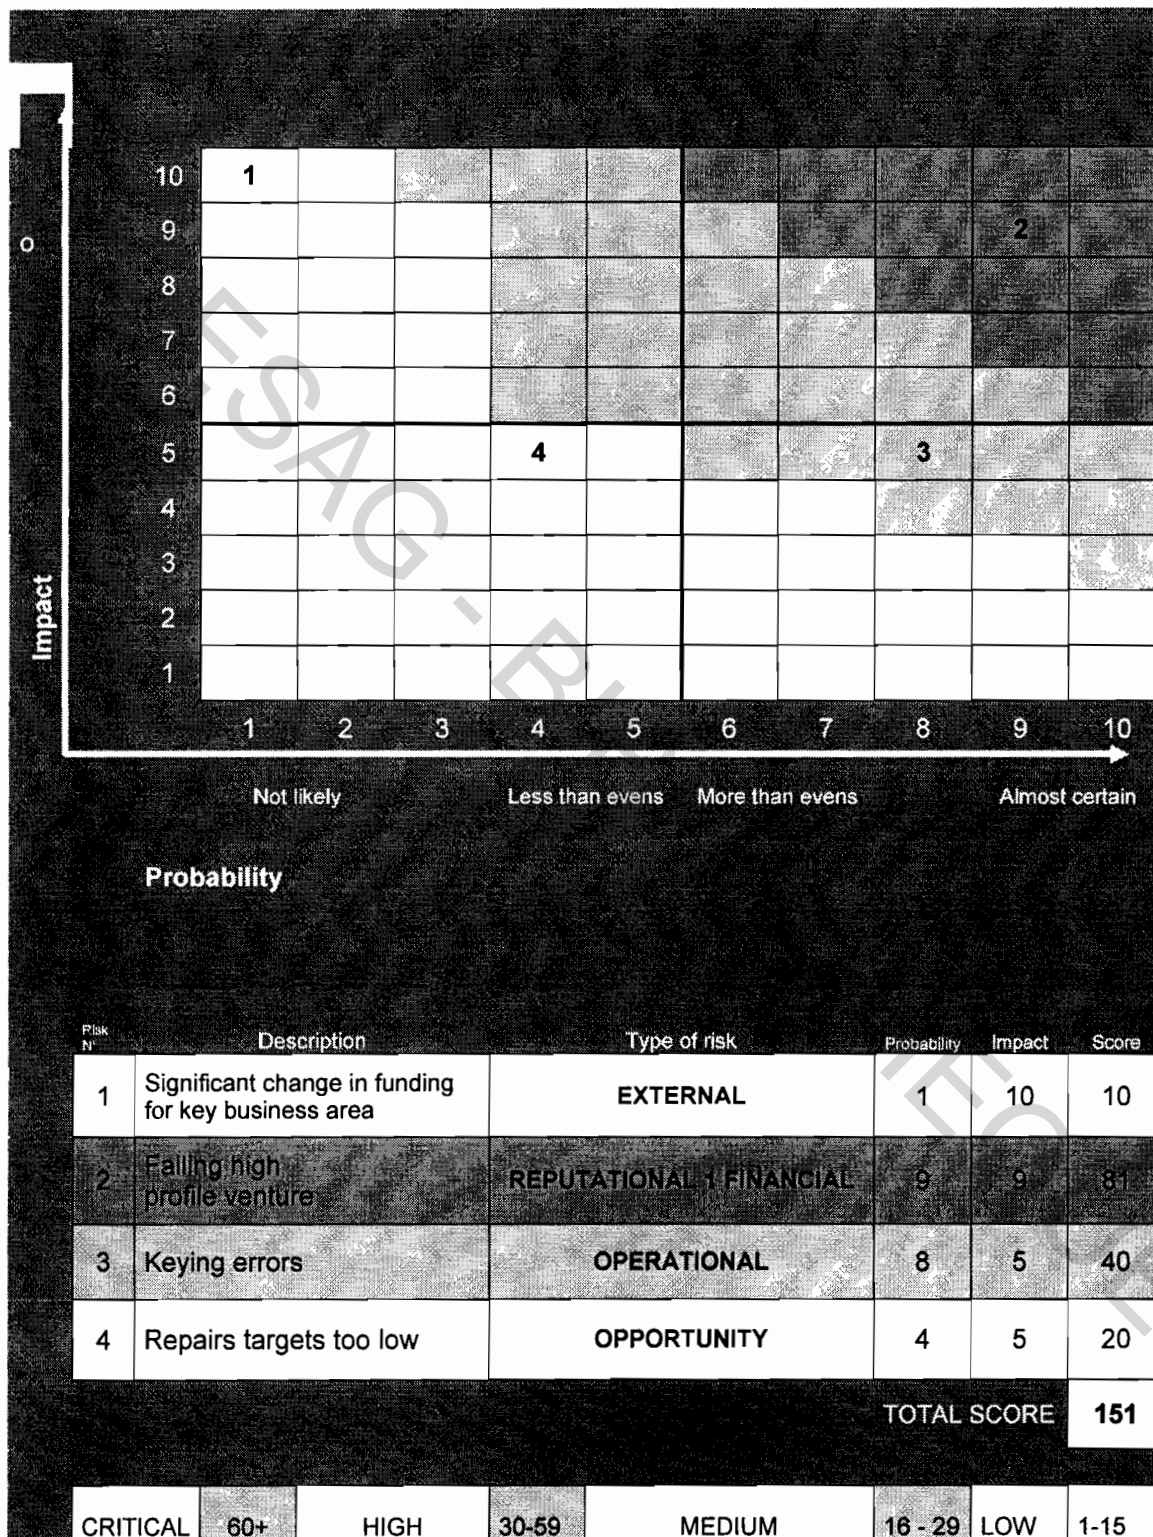 10 1
9 2
o
8
7
6
5 4 3
4
3
2
1
Impact
1 2 3 4 5 6 7 8 9 10
Not likely Less than evens More than evens Almost certain
Probability
Risk
N'
Description Type of risk Probability Impact Score
1 Significant change in funding
for key business area EXTERNAL 1 10 10
2 Failing high
profile venture REPUTATIONAL 1 FINANCIAL 9 9 81
3 Keying errors OPERATIONAL 8 5 40
4 Repairs targets too low OPPORTUNITY 4 5 20
TOTAL SCORE 151
CRITICAL 60+ HIGH 30-59 MEDIUM 16 - 29 LOW 1-15